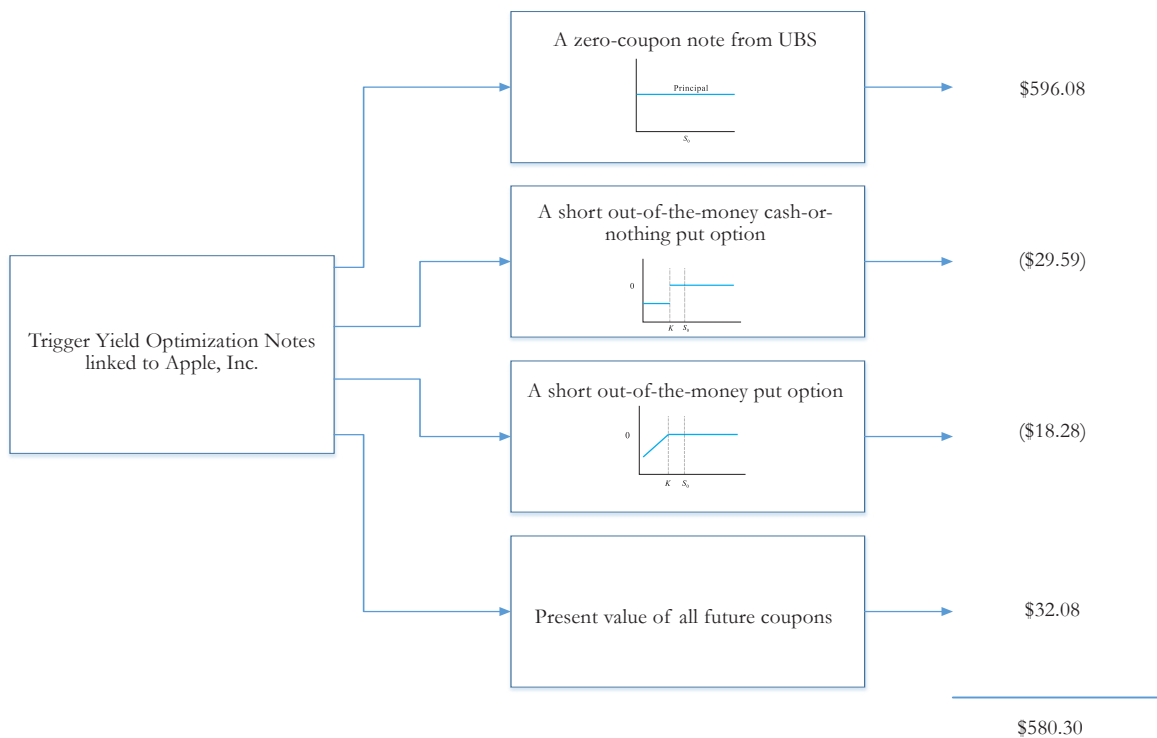 A zero-coupon note from UBS
Principal
S0
$596.08
A short out-of-the-money cash-or-
nothing put option
0
K S0
($29.59)
Trigger Yield Optimization Notes
linked to Apple, Inc.
A short out-of-the-money put option
0
K S0
($18.28)
Present value of all future coupons
$32.08
$580.30